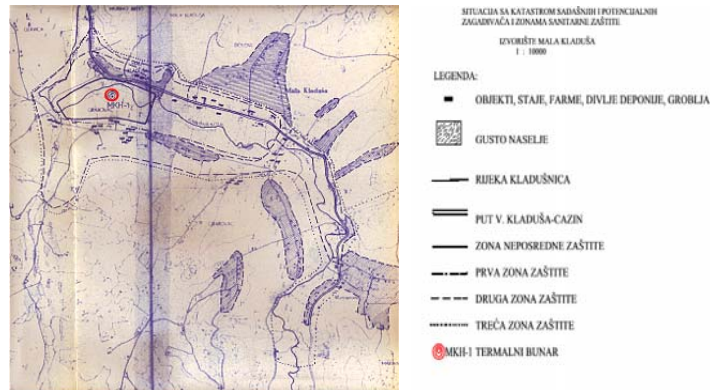 MALA KLADUŠA
Mala Kladuša
MKH-1
SITUACIJA SA KATASTROM SADAŠNJIH I POTENCIJALNIH
ZAGAĐIVAČA I ZONAMA SANITARNE ZAŠTITE
IZVORIŠTE MALA KLADUŠA
1 : 10000
LEGENDA:
OBJEKTI, STAJE, FARME, DIVLJE DEPONIJE, GROBLJA
GUSTO NASELJE
RIJEKA KLADUŠNICA
PUT V. KLADUŠA-CAZIN
ZONA NEPOSREDNE ZAŠTITE
PRVA ZONA ZAŠTITE
DRUGA ZONA ZAŠTITE
TREĆA ZONA ZAŠTITE
MKH-1 TERMALNI BUNAR